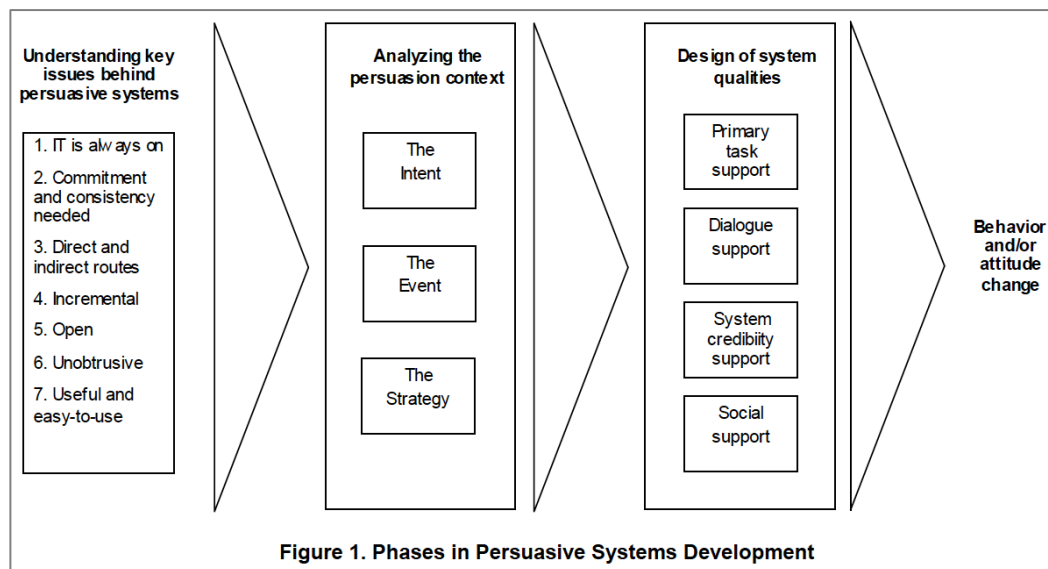 Understanding key
issues behind
persuasive systems
1. IT is always on
2. Commitment
and consistency
needed
3. Direct and
indirect routes
4. Incremental
5. Open
6. Unobtrusive
7. Useful and
easy-to-use
Analyzing the
persuasion context
The
Intent
The
Event
The
Strategy
Design of system
qualities
Primary
task
support
Dialogue
support
System
credibiity
support
Social
support
Behavior
and/or
attitude
change
Figure 1. Phases in Persuasive Systems Development